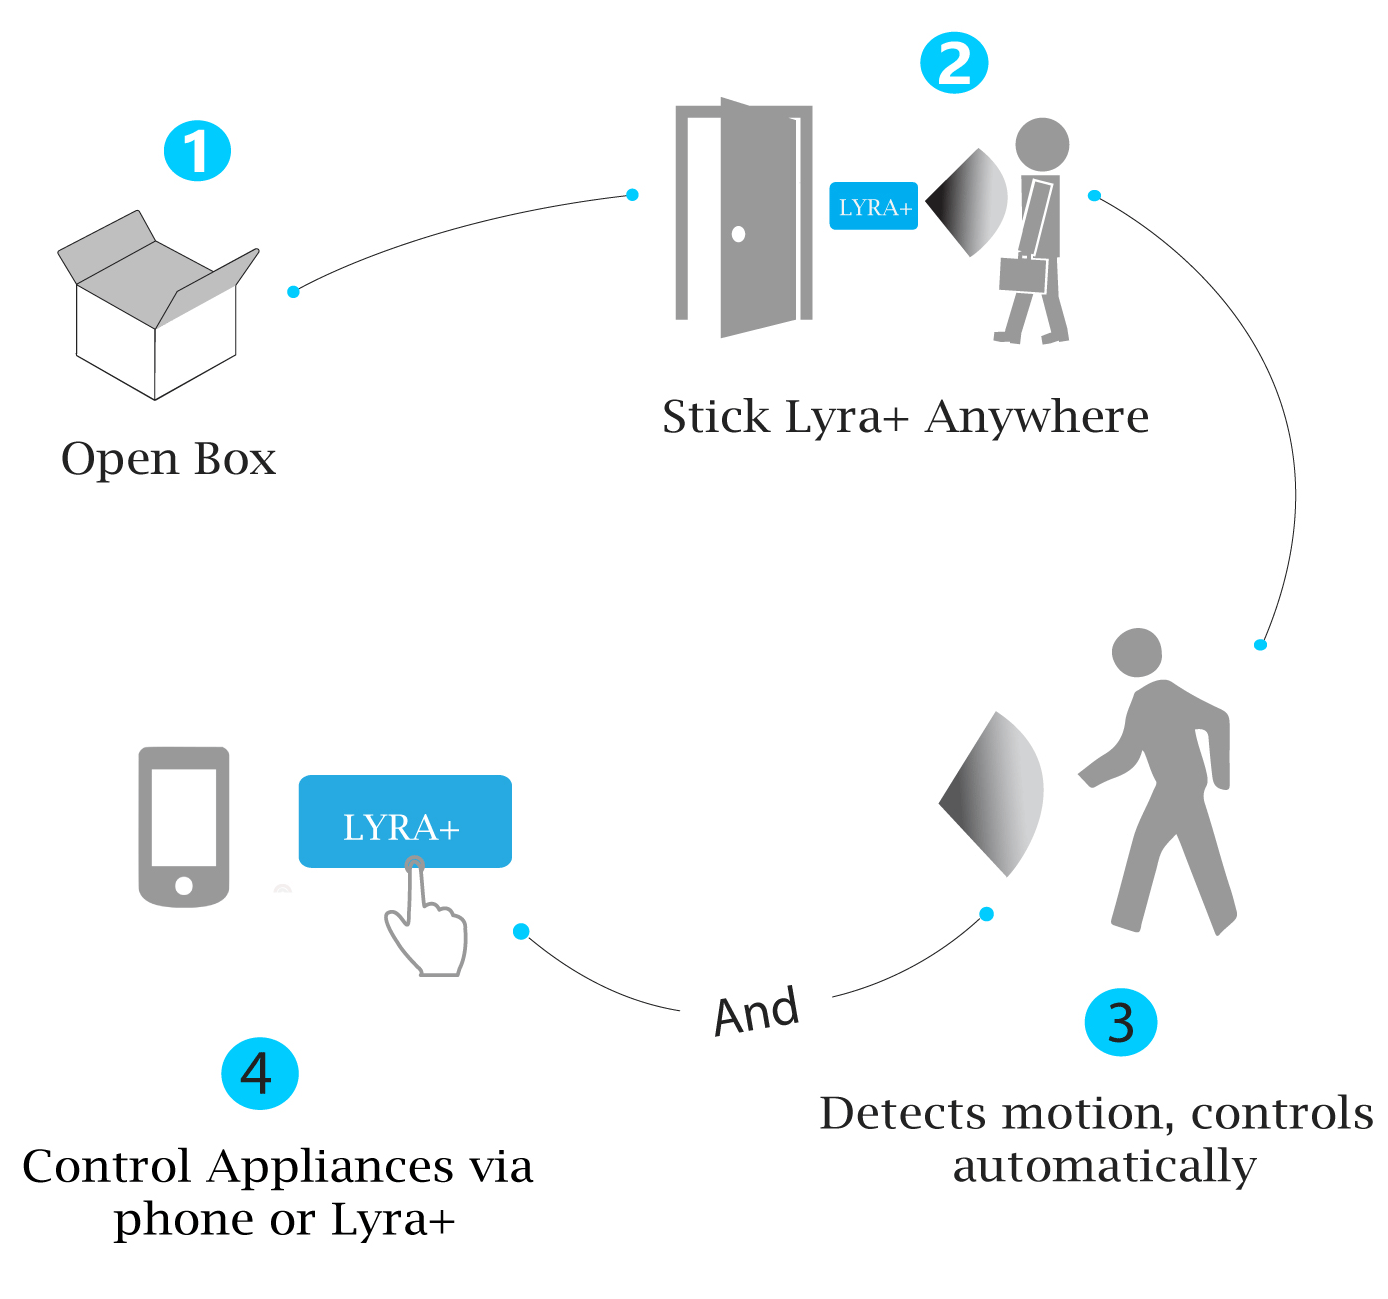 1
Open Box
2
LYRA+
Stick Lyra+ Anywhere
3
Detects motion, controls
automatically
And
LYRA+
4
Control Appliances via
phone or Lyra+